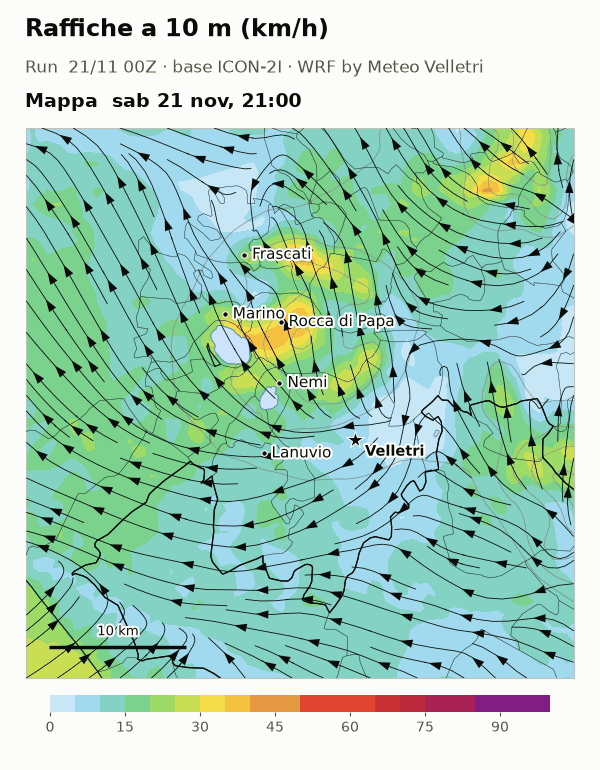 Raffiche a 10 m (km/h)
Run 21/11 00Z · base ICON-2I · WRF by Meteo Velletri
Mappa sab 21 nov, 21:00
Frascati
Marino
Rocca di Papa
Nemi
Velletri
Lanuvio
10 km
0 15 30 45 60 75 90